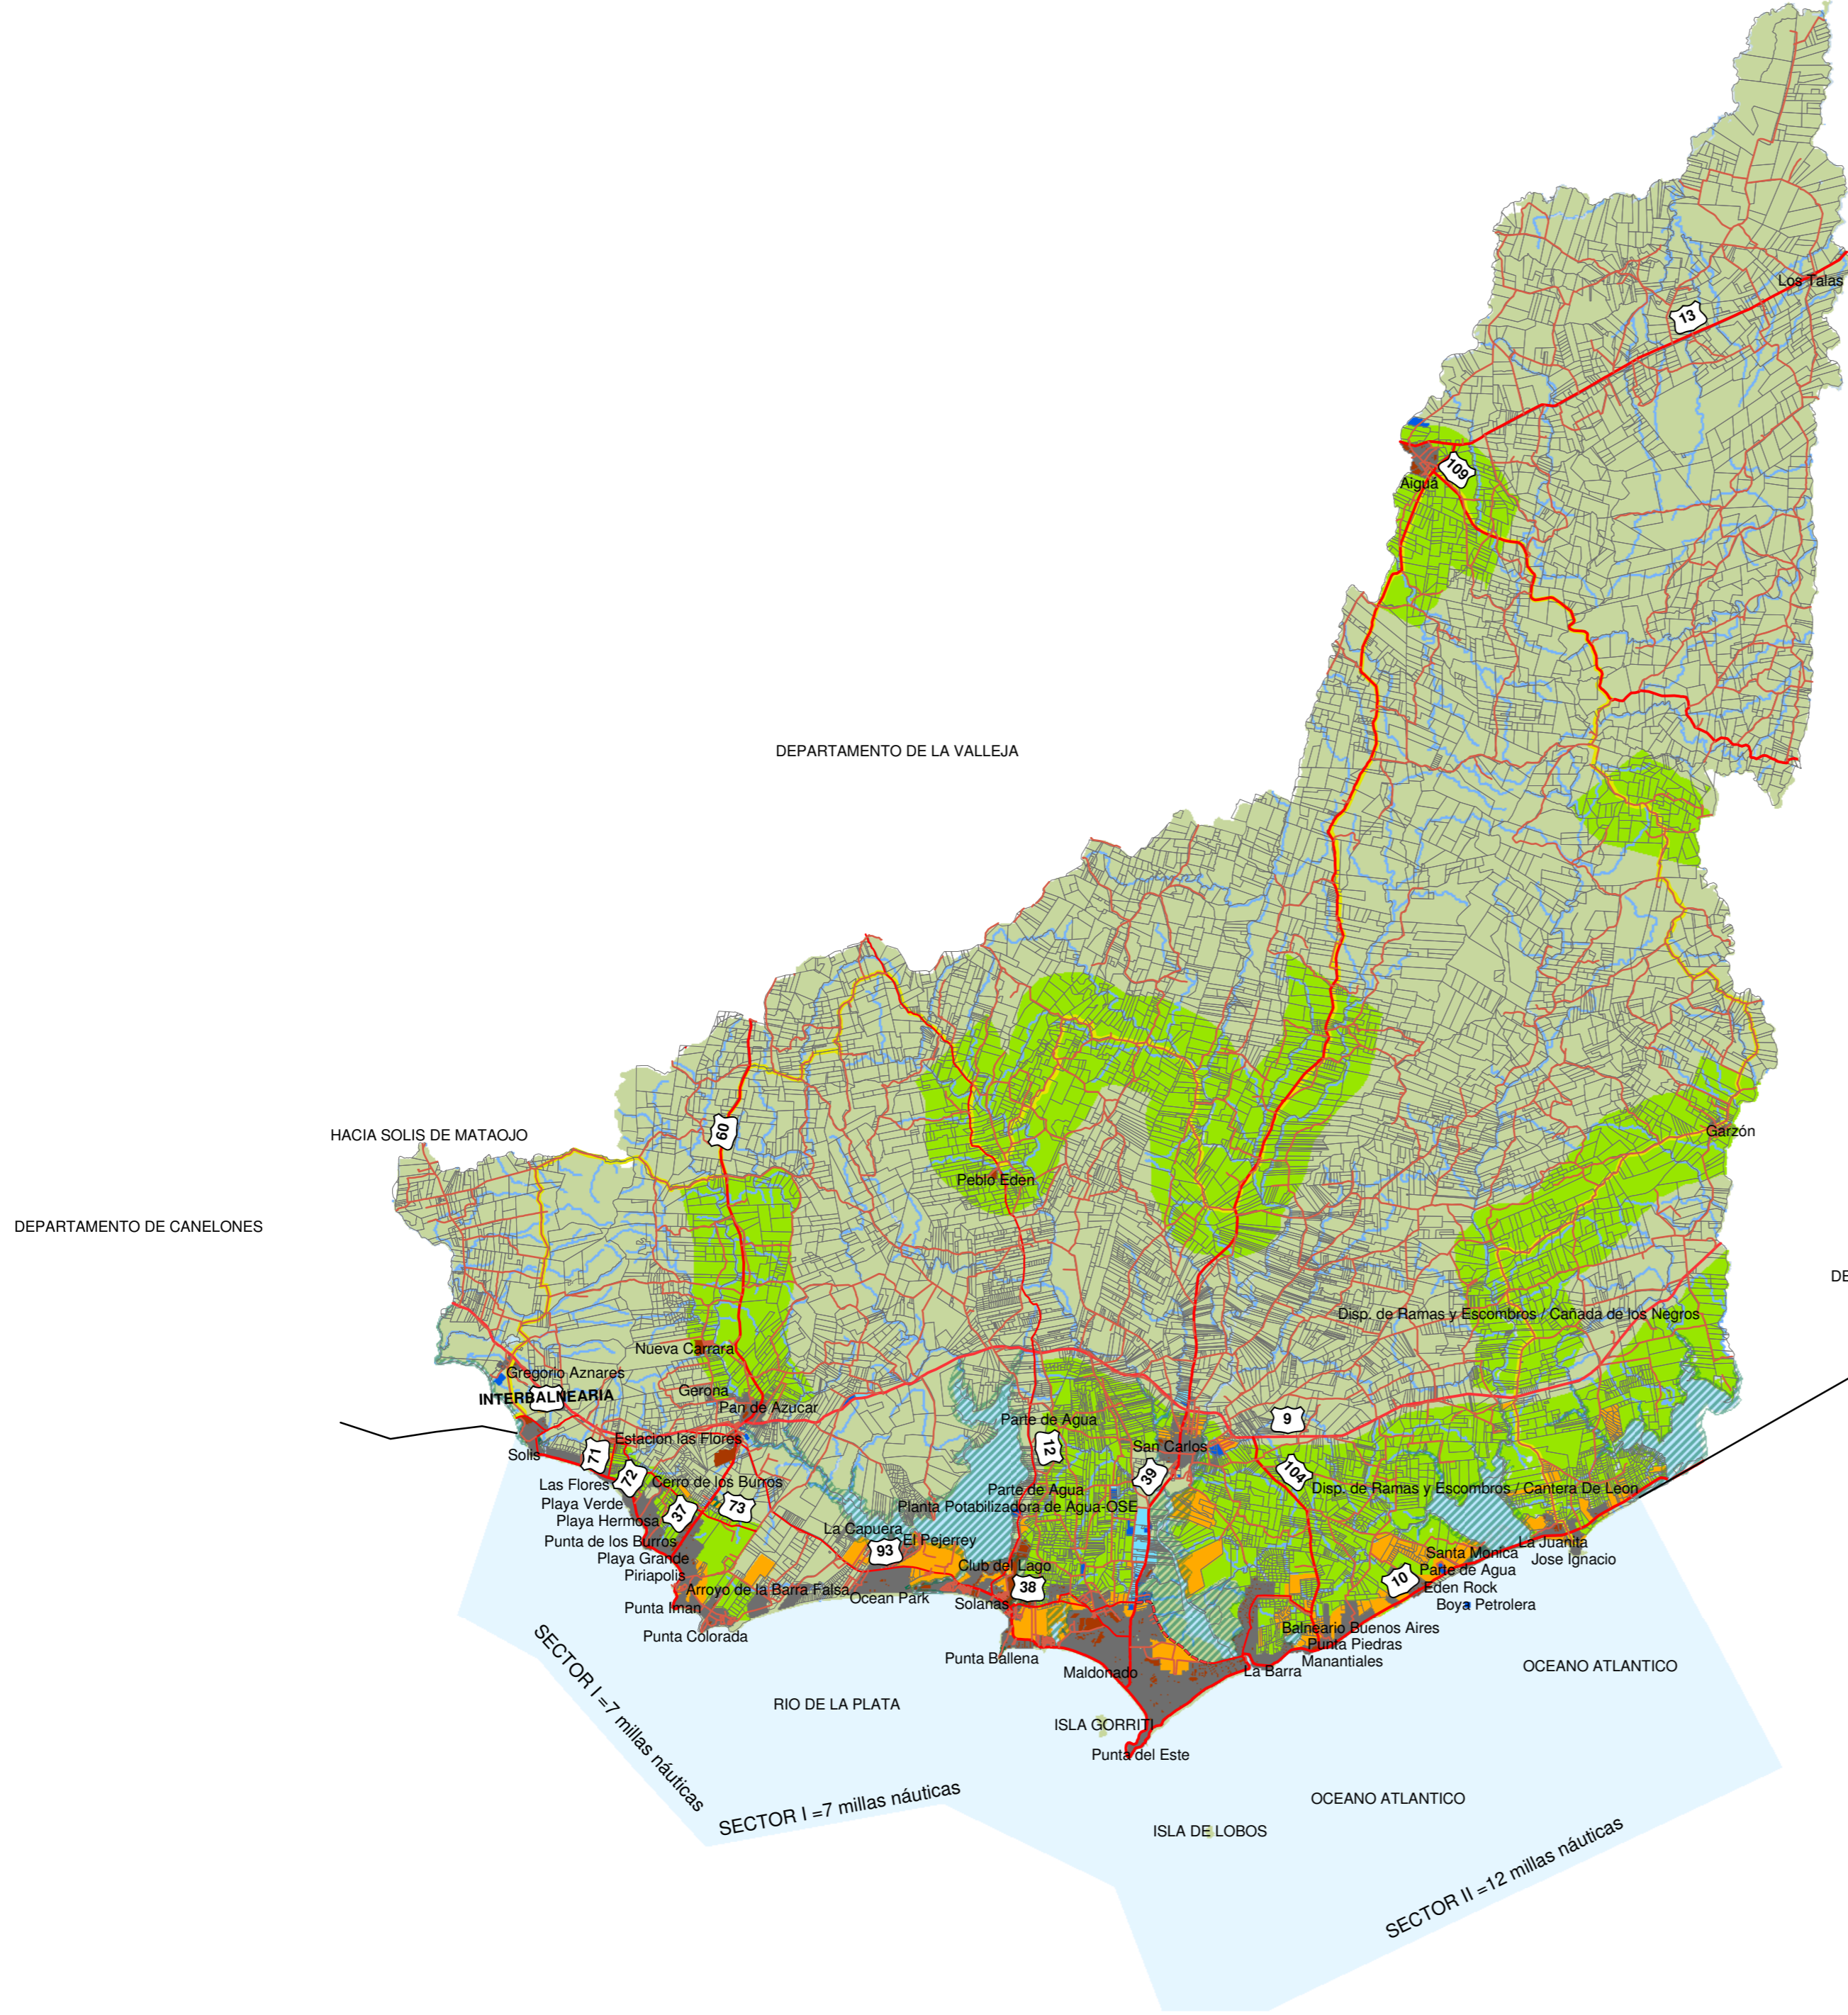 Los Talas
13
109
Aiguá
DEPARTAMENTO DE LA VALLEJA
60
HACIA SOLIS DE MATAOJO
Garzón
Peblo Eden
DEPARTAMENTO DE CANELONES
DE
Disp. de Ramas y Escombros / Cañada de los Negros
Nueva Carrara
Gregorio Aznares
Gerona
INTERBALNEARIA
Pan de Azucar
Parte de Agua
9
Estacion las Flores
12
San Carlos
Solis
71
39
104
72
Las Flores
Cerro de los Burros
Parte de Agua
Disp. de Ramas y Escombros / Cantera De Leon
Playa Verde
37
73
Planta Potabilizadora de Agua-OSE
Playa Hermosa
La Capuera
Punta de los Burros
El Pejerrey
La Juanita
93
Santa Monica
Playa Grande
Jose Ignacio
Club del Lago
Parte de Agua
Piriapolis
10
38
Arroyo de la Barra Falsa
Eden Rock
Ocean Park
Solanas
Boya Petrolera
Punta Iman
Balneario Buenos Aires
Punta Colorada
Punta Piedras
Punta Ballena
Manantiales
Maldonado
La Barra
OCEANO ATLANTICO
SECTOR I =7 millas náuticas
RIO DE LA PLATA
ISLA GORRITI
Punta del Este
SECTOR I =7 millas náuticas
OCEANO ATLANTICO
ISLA DE LOBOS
SECTOR II =12 millas náuticas